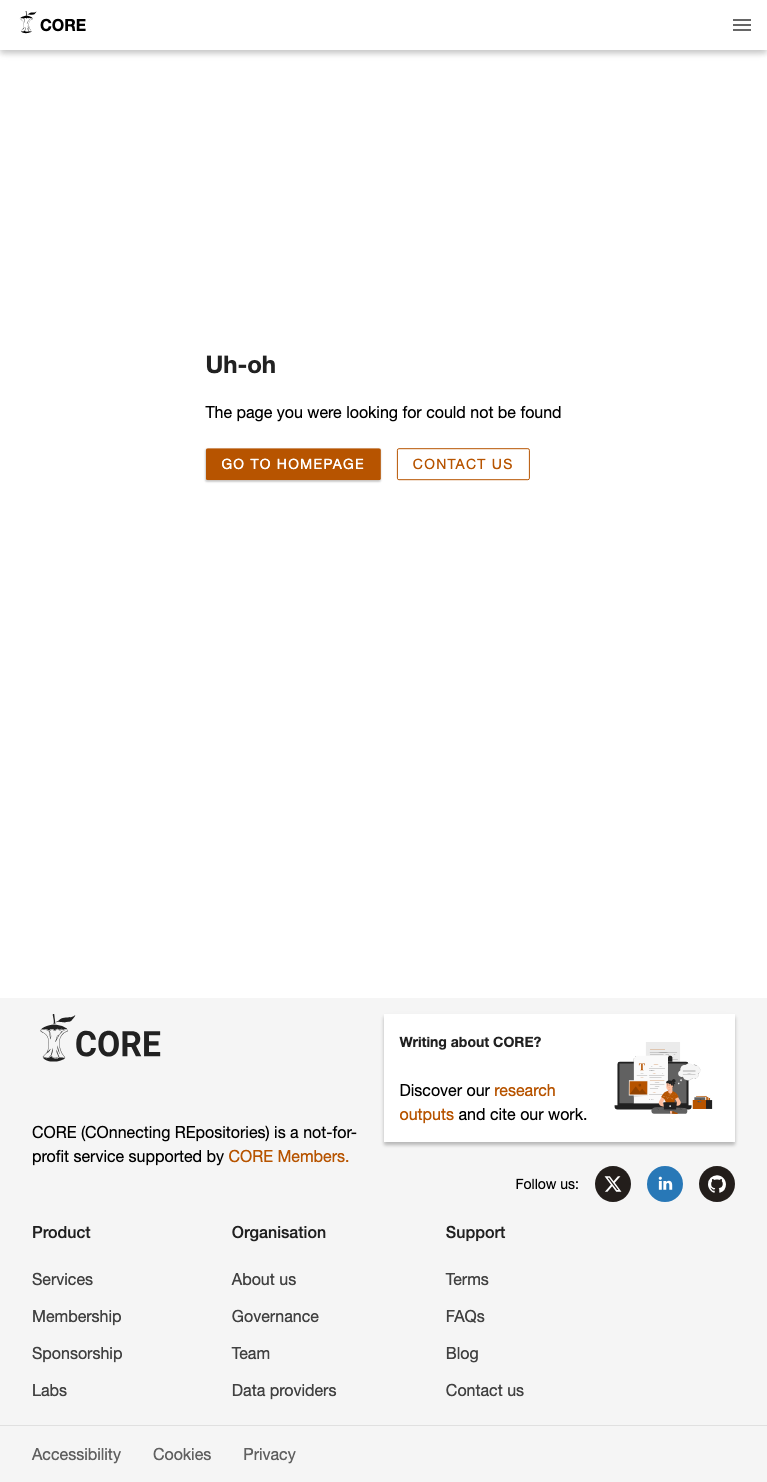 CORE
Uh-oh
The page you were looking for could not be found
GO TO HOMEPAGE
CONTACT US
CORE
Writing about CORE?
Discover our research
outputs and cite our work.
CORE (COnnecting REpositories) is a not-for-
profit service supported by CORE Members.
Follow us:
Product
Services
Membership
Sponsorship
Labs
Organisation
About us
Governance
Team
Data providers
Support
Terms
FAQs
Blog
Contact us
Accessibility
Cookies
Privacy